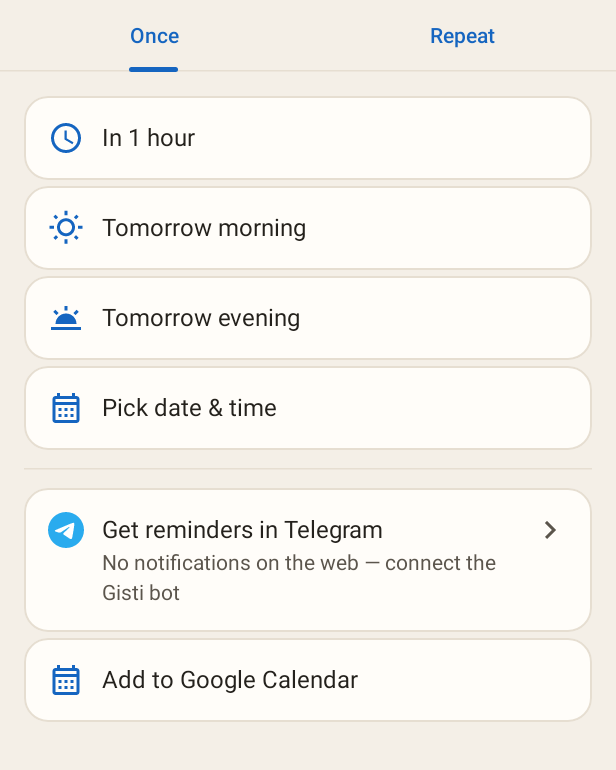 Once
Repeat
In 1 hour
Tomorrow morning
Tomorrow evening
Pick date & time
Get reminders in Telegram
No notifications on the web — connect the
Gisti bot
Add to Google Calendar